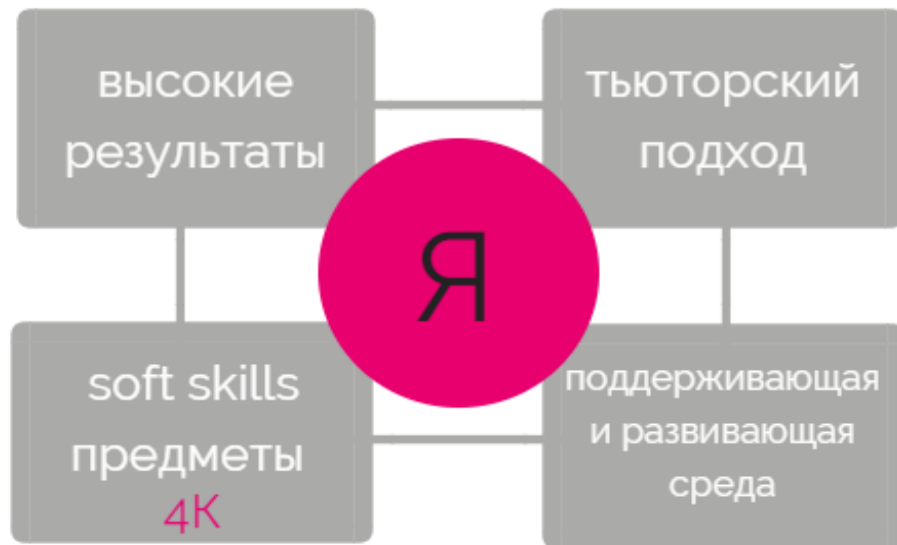 высокие
результаты
тьюторский
подход
Я
soft skills
предметы
4К
поддерживающая
и развивающая
среда